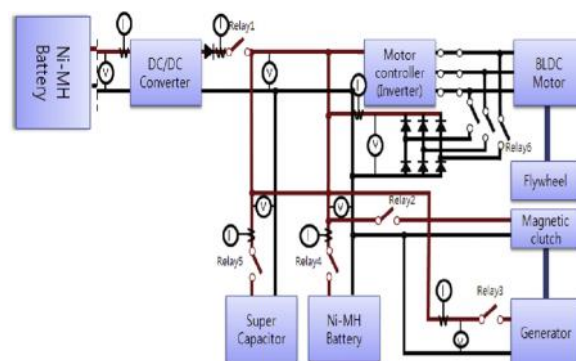 Ni-MH
Battery
I
V
DC/DC
Converter
I
Relay1
V
I
Motor
controller
(Inverter)
BLDC
Motor
V
Relay6
Flywheel
V
V
Relay2
Magnetic
clutch
I
Relay5
I
Relay4
I
Relay3
V
Super
Capacitor
Ni-MH
Battery
Generator